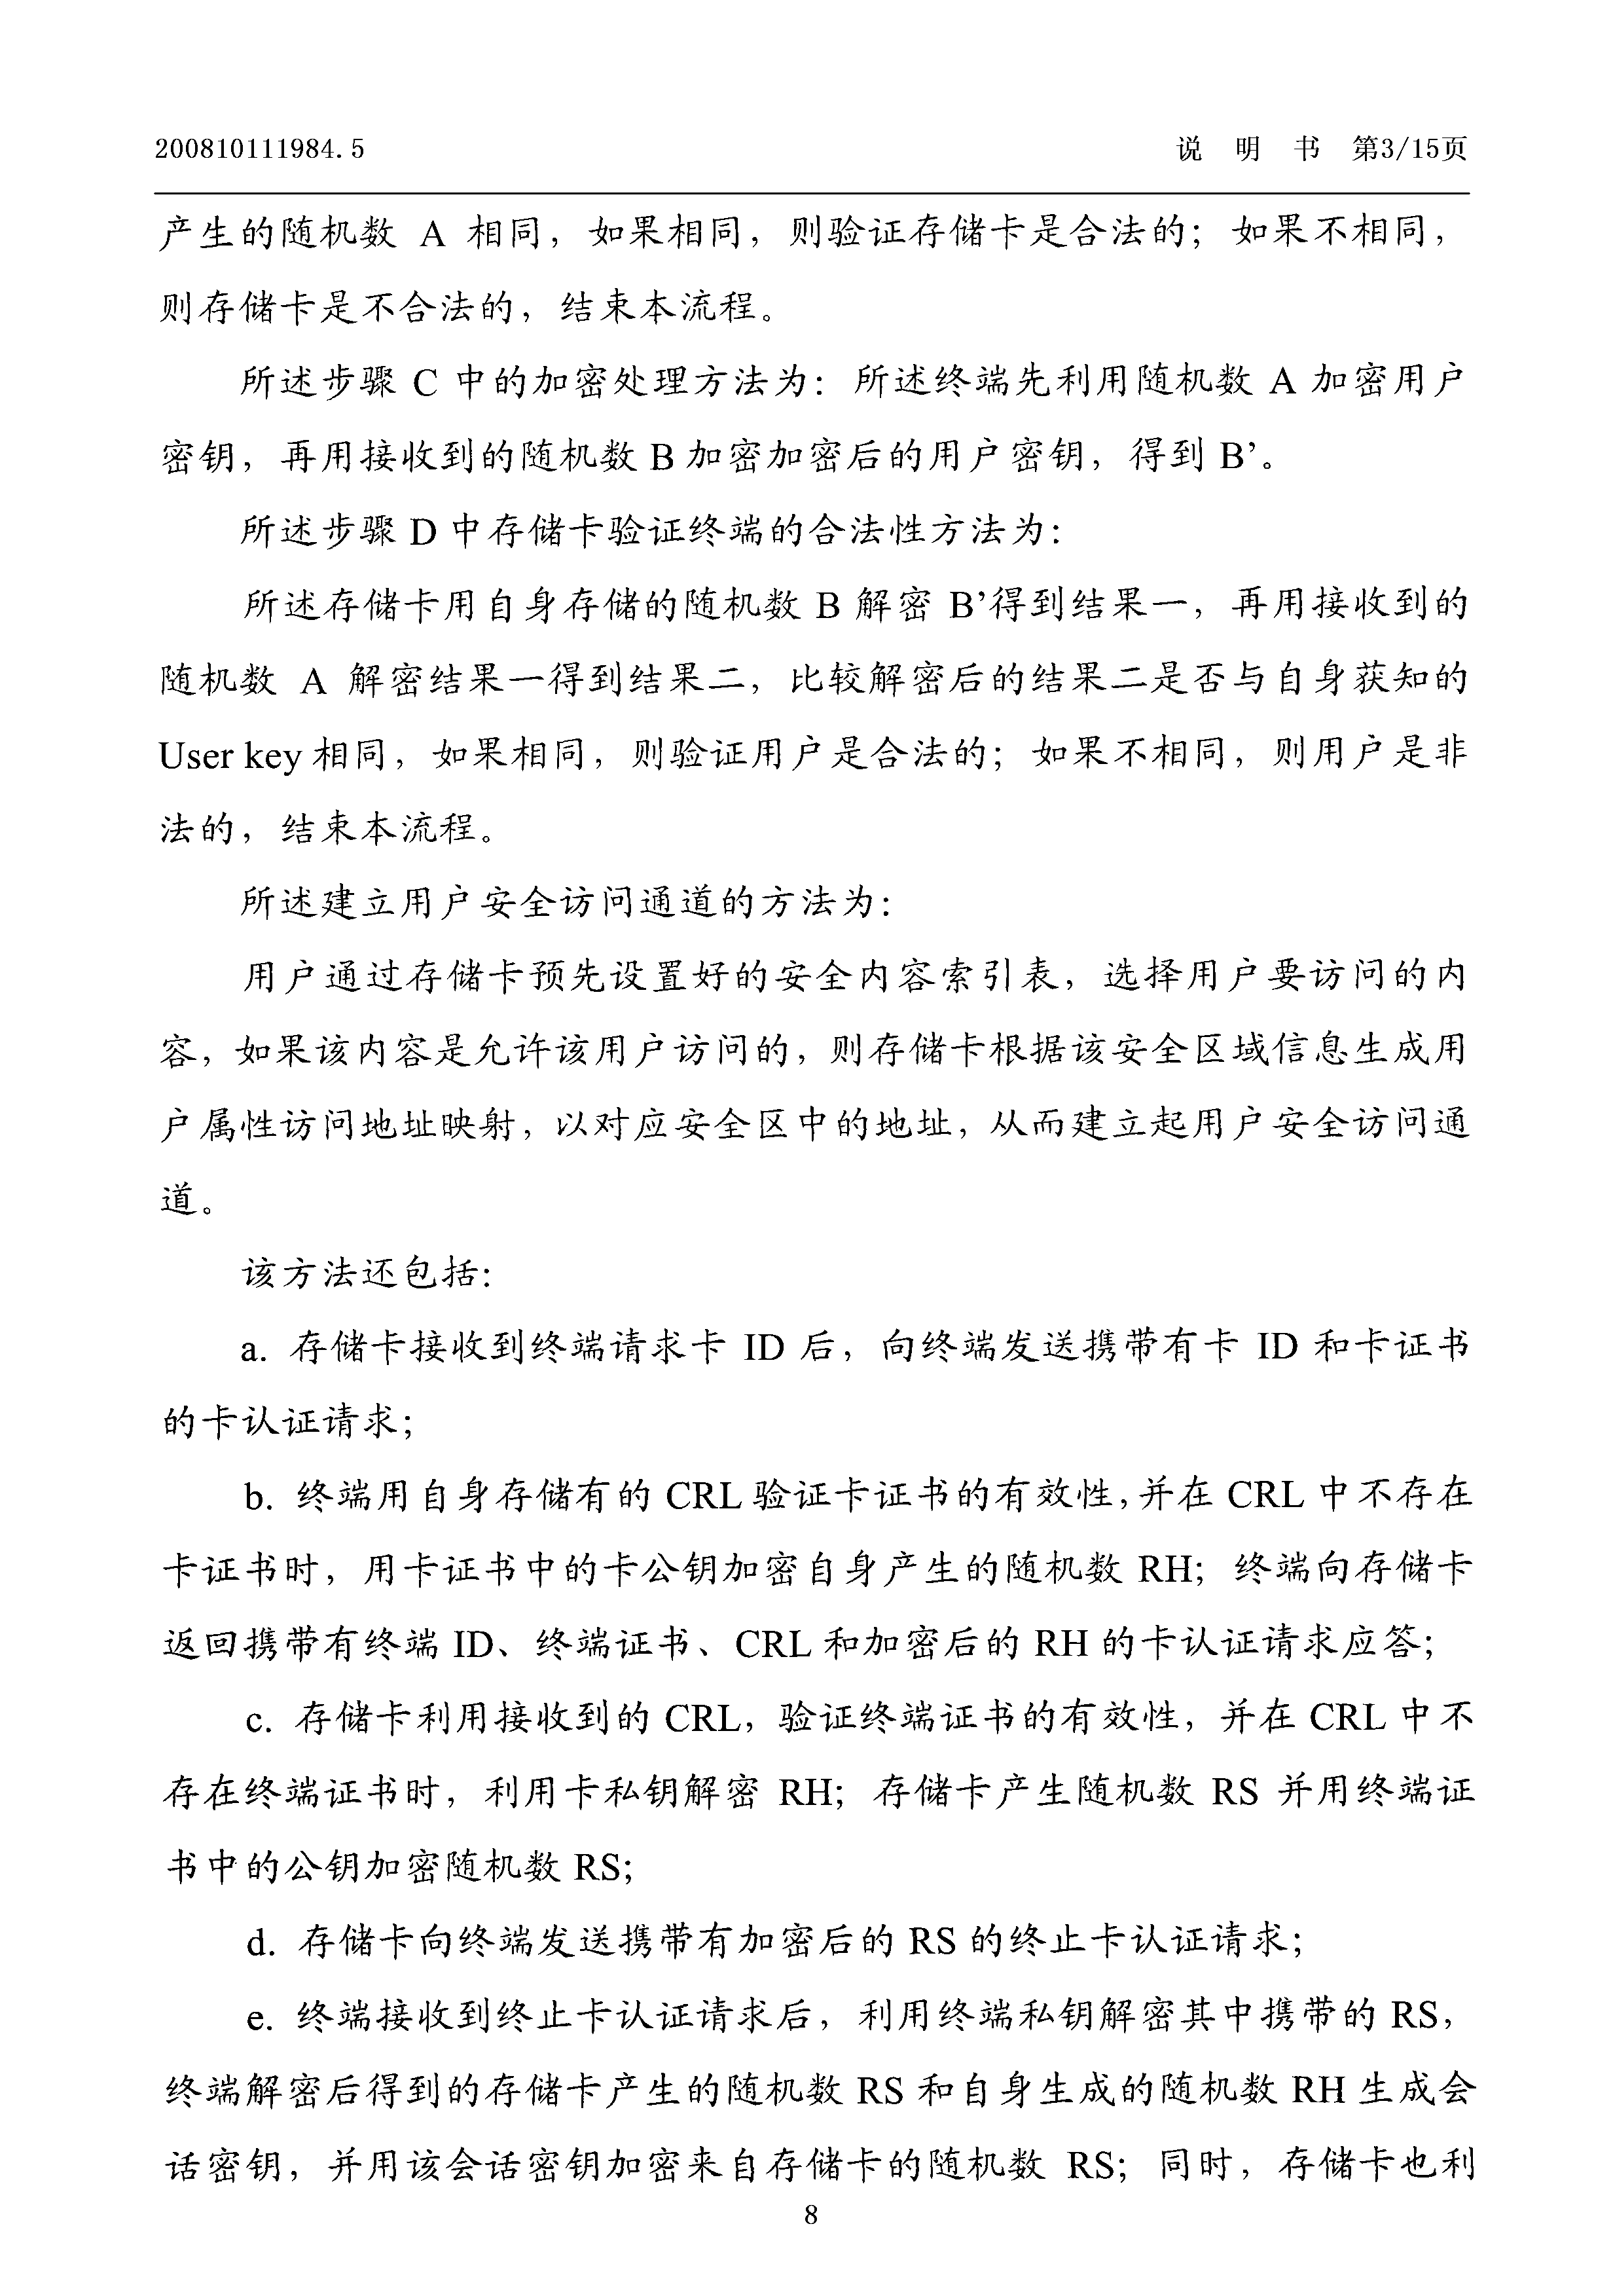 200810111984.5 说 明 书 第3/15页
产生的随机数 A 相同，如果相同，则验证存储卡是合法的；如果不相同，
则存储卡是不合法的，结束本流程。
所述步骤 C 中的加密处理方法为：所述终端先利用随机数 A 加密用户
密钥，再用接收到的随机数 B 加密加密后的用户密钥，得到 B’。
所述步骤 D 中存储卡验证终端的合法性方法为：
所述存储卡用自身存储的随机数 B 解密 B’得到结果一，再用接收到的
随机数 A 解密结果一得到结果二，比较解密后的结果二是否与自身获知的
User key 相同，如果相同，则验证用户是合法的；如果不相同，则用户是非
法的，结束本流程。
所述建立用户安全访问通道的方法为：
用户通过存储卡预先设置好的安全内容索引表，选择用户要访问的内
容，如果该内容是允许该用户访问的，则存储卡根据该安全区域信息生成用
户属性访问地址映射，以对应安全区中的地址，从而建立起用户安全访问通
道。
该方法还包括：
a. 存储卡接收到终端请求卡 ID 后，向终端发送携带有卡 ID 和卡证书
的卡认证请求；
b. 终端用自身存储有的 CRL 验证卡证书的有效性，并在 CRL 中不存在
卡证书时，用卡证书中的卡公钥加密自身产生的随机数 RH；终端向存储卡
返回携带有终端 ID、终端证书、CRL 和加密后的 RH 的卡认证请求应答；
c. 存储卡利用接收到的 CRL，验证终端证书的有效性，并在 CRL 中不
存在终端证书时，利用卡私钥解密 RH；存储卡产生随机数 RS 并用终端证
书中的公钥加密随机数 RS；
d. 存储卡向终端发送携带有加密后的 RS 的终止卡认证请求；
e. 终端接收到终止卡认证请求后，利用终端私钥解密其中携带的 RS，
终端解密后得到的存储卡产生的随机数 RS 和自身生成的随机数 RH 生成会
话密钥，并用该会话密钥加密来自存储卡的随机数 RS；同时，存储卡也利
8